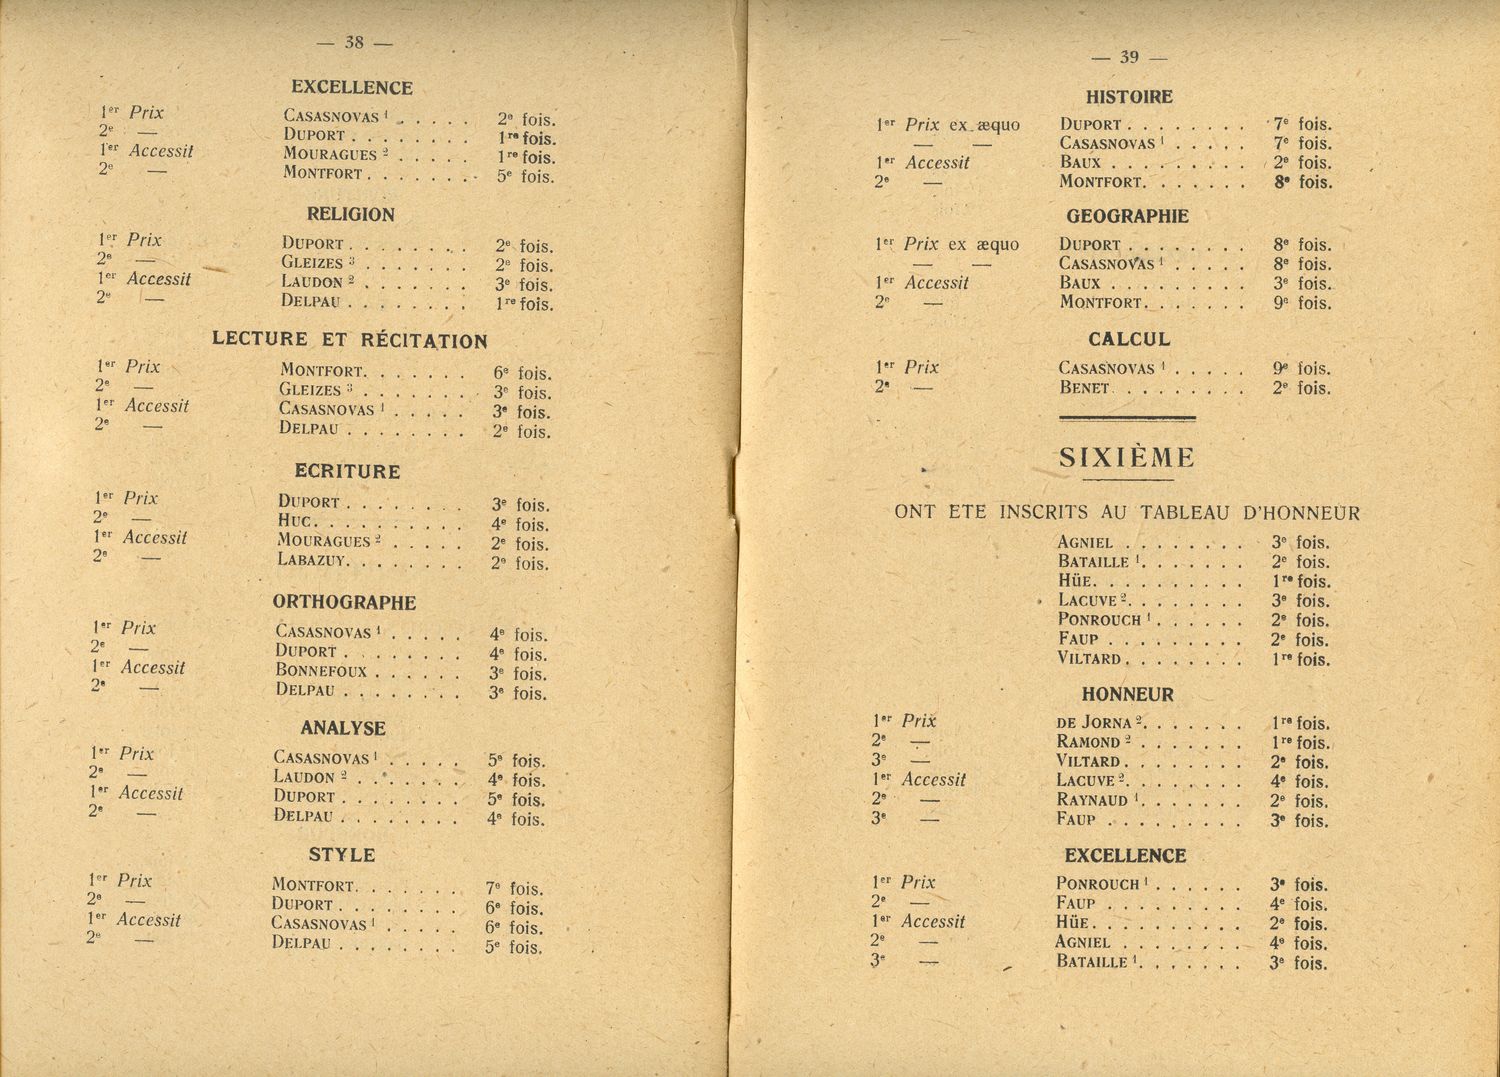 — 38 —
EXCELLENCE
1er Prix CASASNOVAS 1 . . . . . 2e fois.
2e — DUPORT . . . . . . . . 1re fois.
1er Accessit MOURAGUES 2 . . . . . 1re fois.
2e — MONTFORT . . . . . . . . 5e fois.
RELIGION
1er Prix DUPORT . . . . . . . . 2e fois.
2e — GLEIZES 3 . . . . . . . 2e fois.
1er Accessit LAUDON 2 . . . . . . . 3e fois.
2e — DELPAU . . . . . . . . 1re fois.
LECTURE ET RÉCITATION
1er Prix MONTFORT. . . . . . . 6e fois.
2e — GLEIZES 3 . . . . . . . . 3e fois.
1er Accessit CASASNOVAS 1 . . . . . 3e fois.
2e — DELPAU . . . . . . . . 2e fois.
ECRITURE
1er Prix DUPORT . . . . . . . . 3e fois.
2e — HUC. . . . . . . . . . 4e fois.
1er Accessit MOURAGUES 2 . . . . . 2e fois.
2e — LABAZUY. . . . . . . . 2e fois.
ORTHOGRAPHE
1er Prix CASASNOVAS 1 . . . . . 4e fois.
2e — DUPORT . . . . . . . . 4e fois.
1er Accessit BONNEFOUX . . . . . . 3e fois.
2e — DELPAU . . . . . . . . 3e fois.
ANALYSE
1er Prix CASASNOVAS 1 . . . . . 5e fois.
2e — LAUDON 2 . . . . . . . 4e fois.
1er Accessit DUPORT . . . . . . . . 5e fois.
2e — DELPAU . . . . . . . . 4e fois.
STYLE
1er Prix MONTFORT. . . . . . . 7e fois.
2e — DUPORT . . . . . . . . 6e fois.
1er Accessit CASASNOVAS 1 . . . . . 6e fois.
2e — DELPAU . . . . . . . . 5e fois.
— 39 —
HISTOIRE
1er Prix ex æquo DUPORT . . . . . . . . 7e fois.
— — CASASNOVAS 1 . . . . . 7e fois.
1er Accessit BAUX . . . . . . . . . 2e fois.
2e — MONTFORT. . . . . . . 8e fois.
GEOGRAPHIE
1er Prix ex æquo DUPORT . . . . . . . . 8e fois.
— — CASASNOVAS 1 . . . . . 8e fois.
1er Accessit BAUX . . . . . . . . . 3e fois.
2e — MONTFORT. . . . . . . 9e fois.
CALCUL
1er Prix CASASNOVAS 1 . . . . . 9e fois.
2e — BENET . . . . . . . . 2e fois.
SIXIÈME
ONT ETE INSCRITS AU TABLEAU D'HONNEUR
AGNIEL . . . . . . . . 3e fois.
BATAILLE 1. . . . . . . 2e fois.
HÜE. . . . . . . . . . 1re fois.
LACUVE 2. . . . . . . . 3e fois.
PONROUCH 1 . . . . . . 2e fois.
FAUP . . . . . . . . . 2e fois.
VILTARD. . . . . . . . 1re fois.
HONNEUR
1er Prix DE JORNA 2. . . . . . . 1re fois.
2e — RAMOND 2 . . . . . . . 1re fois.
3e — VILTARD. . . . . . . . 2e fois.
1er Accessit LACUVE 2. . . . . . . . 4e fois.
2e — RAYNAUD 1. . . . . . . 2e fois.
3e — FAUP . . . . . . . . . 3e fois.
EXCELLENCE
1er Prix PONROUCH 1 . . . . . . 3e fois.
2e — FAUP . . . . . . . . . 4e fois.
1er Accessit HÜE. . . . . . . . . . 2e fois.
2e — AGNIEL . . . . . . . . 4e fois.
3e — BATAILLE 1. . . . . . . 3e fois.